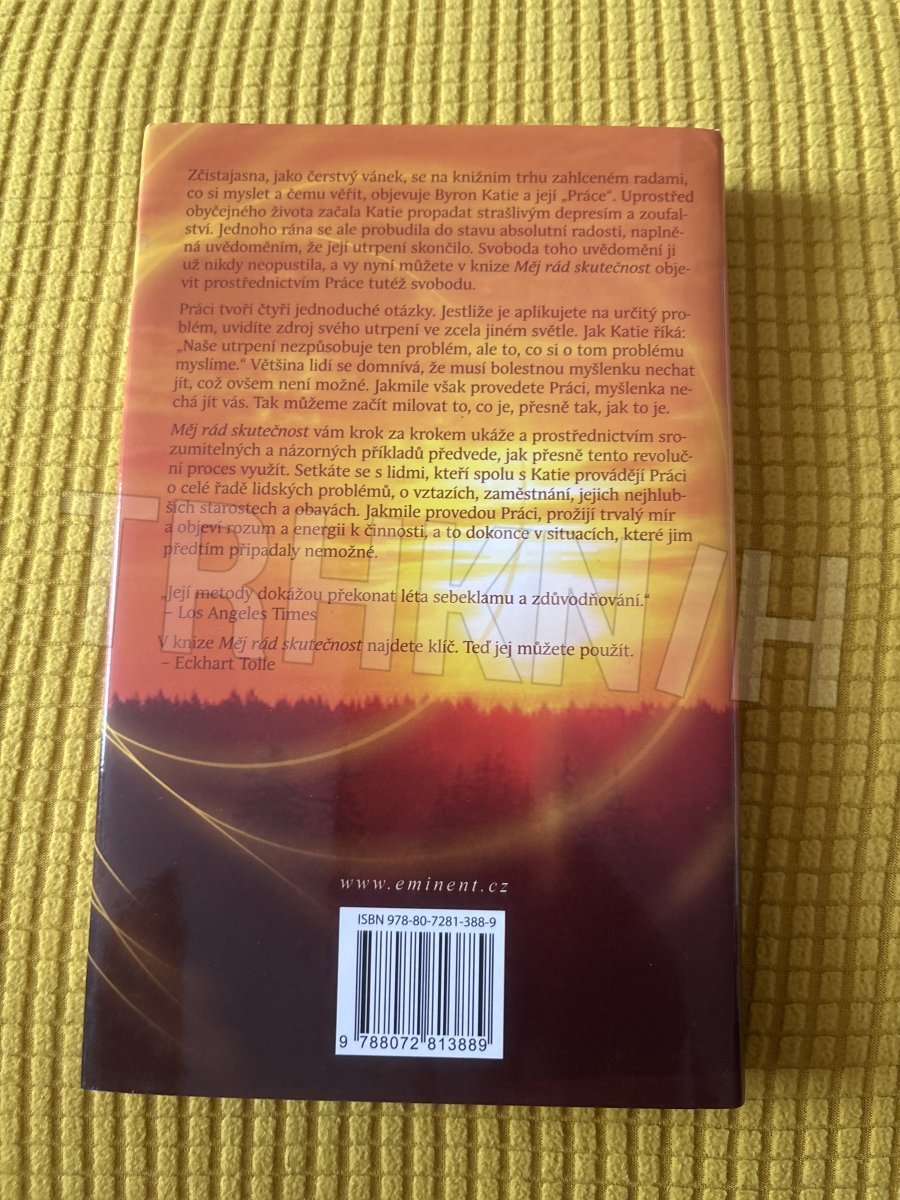 Zčistajasna, jako čerstvý vánek, se na knižním trhu zahlceném radami,
co si myslet a čemu věřit, objevuje Byron Katie a její „Práce“. Uprostřed
obyčejného života začala Katie propadat strašlivým depresím a zoufal-
ství. Jednoho rána se ale probudila do stavu absolutní radosti, naplně-
ná uvědoměním, že její utrpení skončilo. Svoboda toho uvědomění ji
už nikdy neopustila, a vy nyní můžete v knize Měj rád skutečnost obje-
vit prostřednictvím Práce tutéž svobodu.
Práci tvoří čtyři jednoduché otázky. Jestliže je aplikujete na určitý pro-
blém, uvidíte zdroj svého utrpení ve zcela jiném světle. Jak Katie říká:
„Naše utrpení nezpůsobuje ten problém, ale to, co si o tom problému
myslíme.“ Většina lidí se domnívá, že musí bolestnou myšlenku nechat
jít, což ovšem není možné. Jakmile však provedete Práci, myšlenka ne-
chá jít vás. Tak můžeme začít milovat to, co je, přesně tak, jak to je.
Měj rád skutečnost vám krok za krokem ukáže a prostřednictvím sro-
zumitelných a názorných příkladů předvede, jak přesně tento revoluč-
ní proces využít. Setkáte se s lidmi, kteří spolu s Katie provádějí Práci
o celé řadě lidských problémů, o vztazích, zaměstnání, jejich nejhlub-
ších starostech a obavách. Jakmile provedou Práci, prožijí trvalý mír
a objeví rozum a energii k činnosti, a to dokonce v situacích, které jim
předtím připadaly nemožné.
„Její metody dokážou překonat léta sebeklamu a zdůvodňování.“
– Los Angeles Times
V knize Měj rád skutečnost najdete klíč. Teď jej můžete použít.
– Eckhart Tolle
TRHKNIH
www.eminent.cz
ISBN 978-80-7281-388-9
9 788072 813889